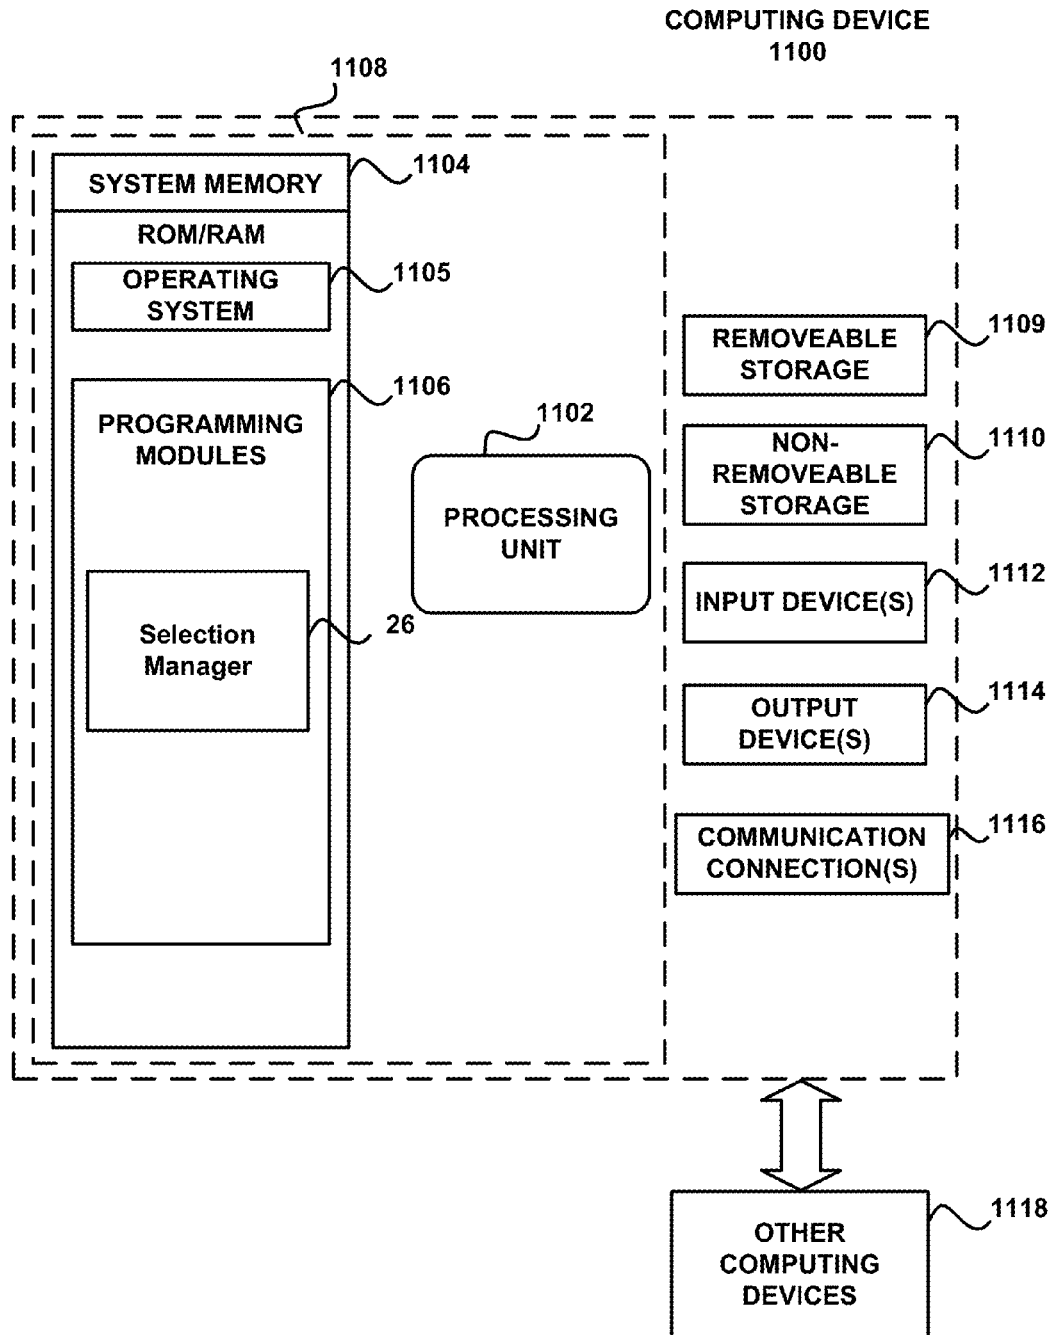 COMPUTING DEVICE
1100
1108
1104
SYSTEM MEMORY
ROM/RAM
1105
OPERATING
SYSTEM
1106
PROGRAMMING
MODULES
Selection
Manager
26
1102
PROCESSING
UNIT
1109
REMOVEABLE
STORAGE
1110
NON-
REMOVEABLE
STORAGE
1112
INPUT DEVICE(S)
1114
OUTPUT
DEVICE(S)
1116
COMMUNICATION
CONNECTION(S)
1118
OTHER
COMPUTING
DEVICES